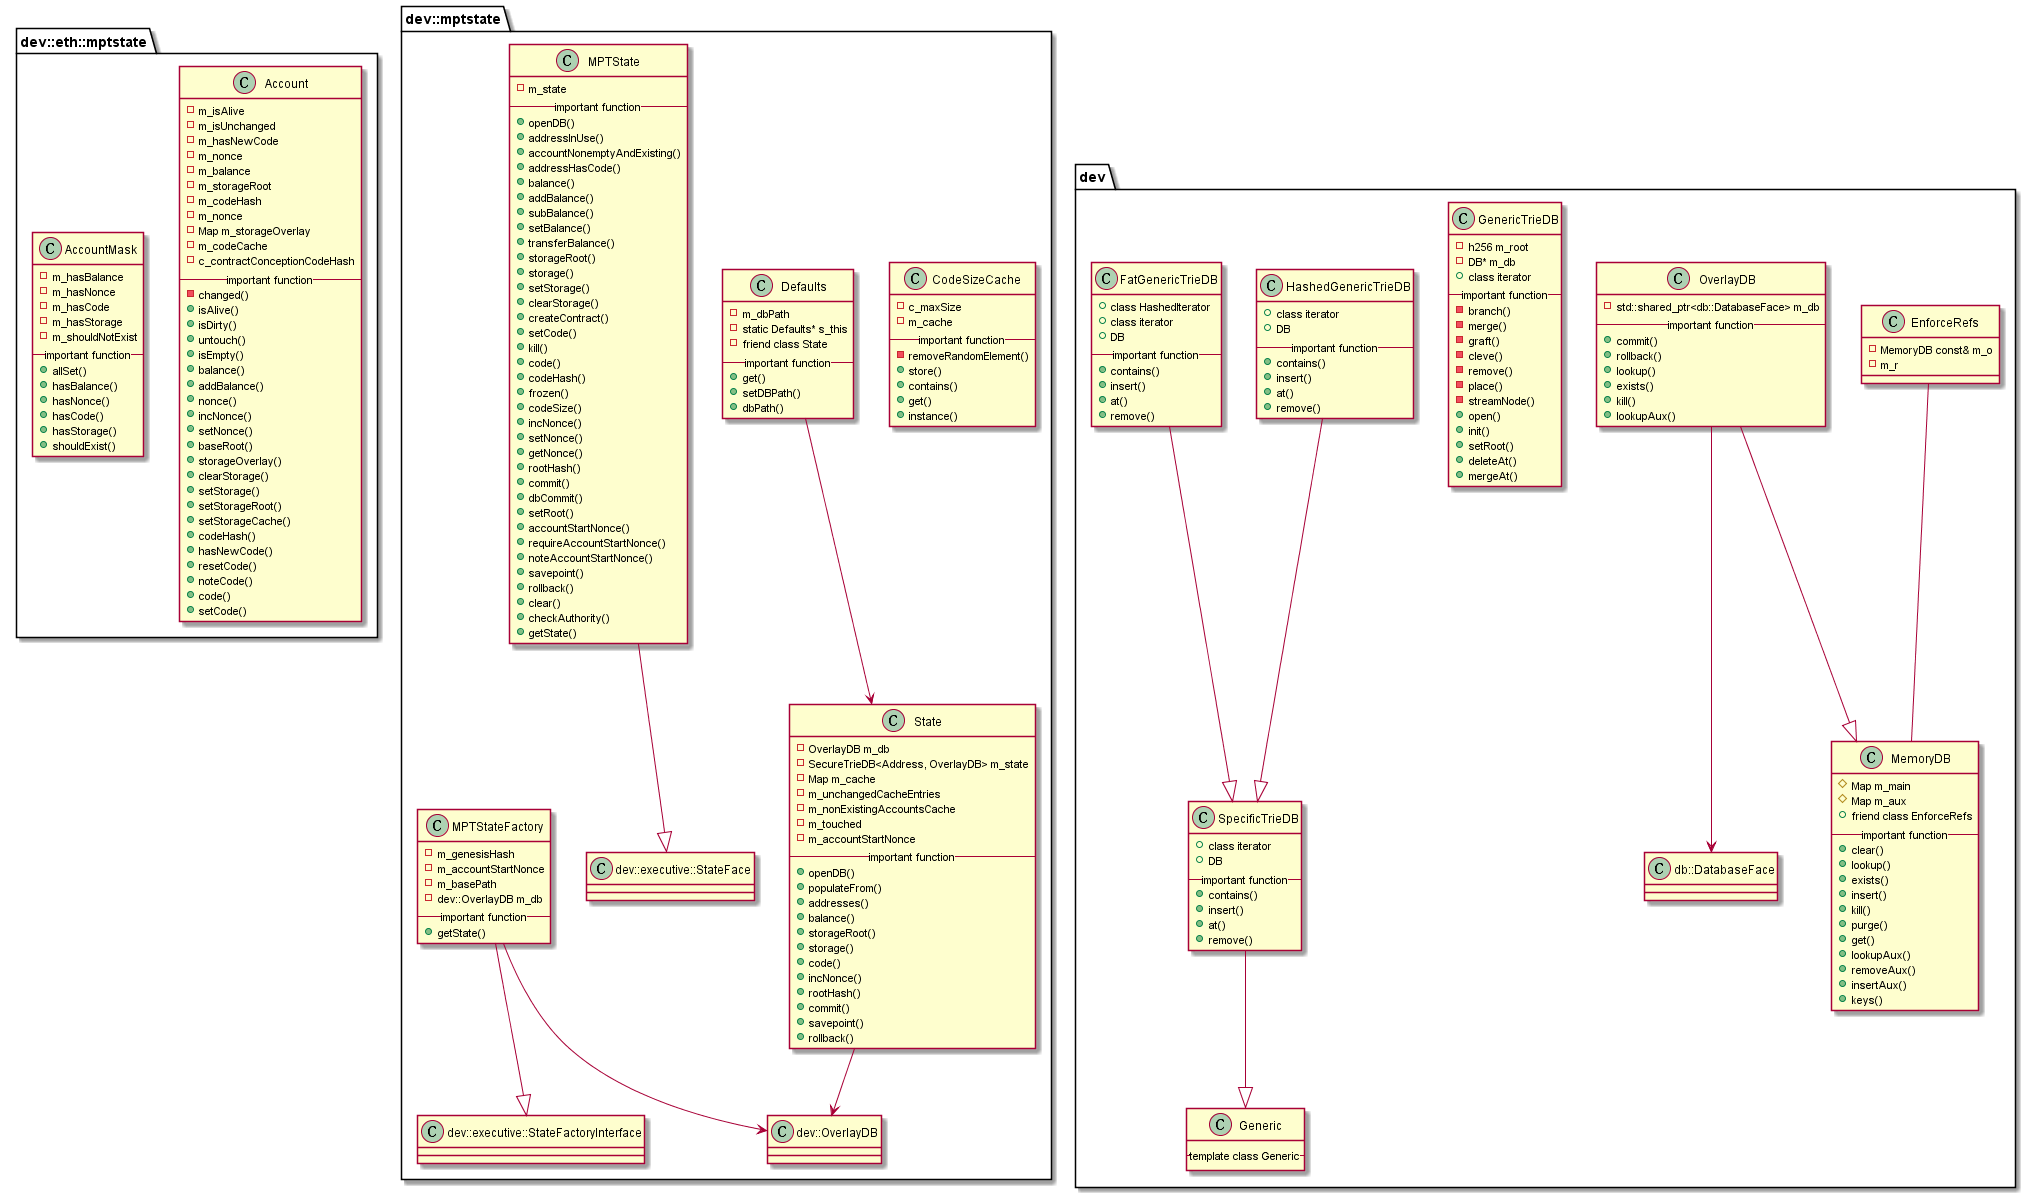 dev::eth::mptstate
C AccountMask
m_hasBalance
m_hasNonce
m_hasCode
m_hasStorage
m_shouldNotExist
important function
allSet()
hasBalance()
hasNonce()
hasCode()
hasStorage()
shouldExist()
C Account
m_isAlive
m_isUnchanged
m_hasNewCode
m_nonce
m_balance
m_storageRoot
m_codeHash
m_nonce
Map m_storageOverlay
m_codeCache
c_contractConceptionCodeHash
important function
changed()
isAlive()
isDirty()
untouch()
isEmpty()
balance()
addBalance()
nonce()
incNonce()
setNonce()
baseRoot()
storageOverlay()
clearStorage()
setStorage()
setStorageRoot()
setStorageCache()
codeHash()
hasNewCode()
resetCode()
noteCode()
code()
setCode()
dev::mptstate
C MPTState
m_state
important function
openDB()
addressInUse()
accountNonemptyAndExisting()
addressHasCode()
balance()
addBalance()
subBalance()
setBalance()
transferBalance()
storageRoot()
storage()
setStorage()
clearStorage()
createContract()
setCode()
kill()
code()
codeHash()
frozen()
codeSize()
incNonce()
setNonce()
getNonce()
rootHash()
commit()
dbCommit()
setRoot()
accountStartNonce()
requireAccountStartNonce()
noteAccountStartNonce()
savepoint()
rollback()
clear()
checkAuthority()
getState()
C Defaults
m_dbPath
static Defaults* s_this
friend class State
important function
get()
setDBPath()
dbPath()
C CodeSizeCache
c_maxSize
m_cache
important function
removeRandomElement()
store()
contains()
get()
instance()
C State
OverlayDB m_db
SecureTrieDB<Address, OverlayDB> m_state
Map m_cache
m_unchangedCacheEntries
m_nonExistingAccountsCache
m_touched
m_accountStartNonce
important function
openDB()
populateFrom()
addresses()
balance()
storageRoot()
storage()
code()
incNonce()
rootHash()
commit()
savepoint()
rollback()
C MPTStateFactory
m_genesisHash
m_accountStartNonce
m_basePath
dev::OverlayDB m_db
important function
getState()
C dev::executive::StateFace
C dev::executive::StateFactoryInterface
C dev::OverlayDB
dev
C FatGenericTrieDB
class HashedIterator
class iterator
DB
important function
contains()
insert()
at()
remove()
C HashedGenericTrieDB
class iterator
DB
important function
contains()
insert()
at()
remove()
C GenericTrieDB
h256 m_root
DB* m_db
class iterator
important function
branch()
merge()
graft()
cleve()
remove()
place()
streamNode()
open()
init()
setRoot()
deleteAt()
mergeAt()
C OverlayDB
std::shared_ptr<db::DatabaseFace> m_db
important function
commit()
rollback()
lookup()
exists()
kill()
lookupAux()
C EnforceRefs
MemoryDB const& m_o
m_r
C SpecificTrieDB
class iterator
DB
important function
contains()
insert()
at()
remove()
C db::DatabaseFace
C MemoryDB
Map m_main
Map m_aux
friend class EnforceRefs
important function
clear()
lookup()
exists()
insert()
kill()
purge()
get()
lookupAux()
removeAux()
insertAux()
keys()
C Generic
template class Generic